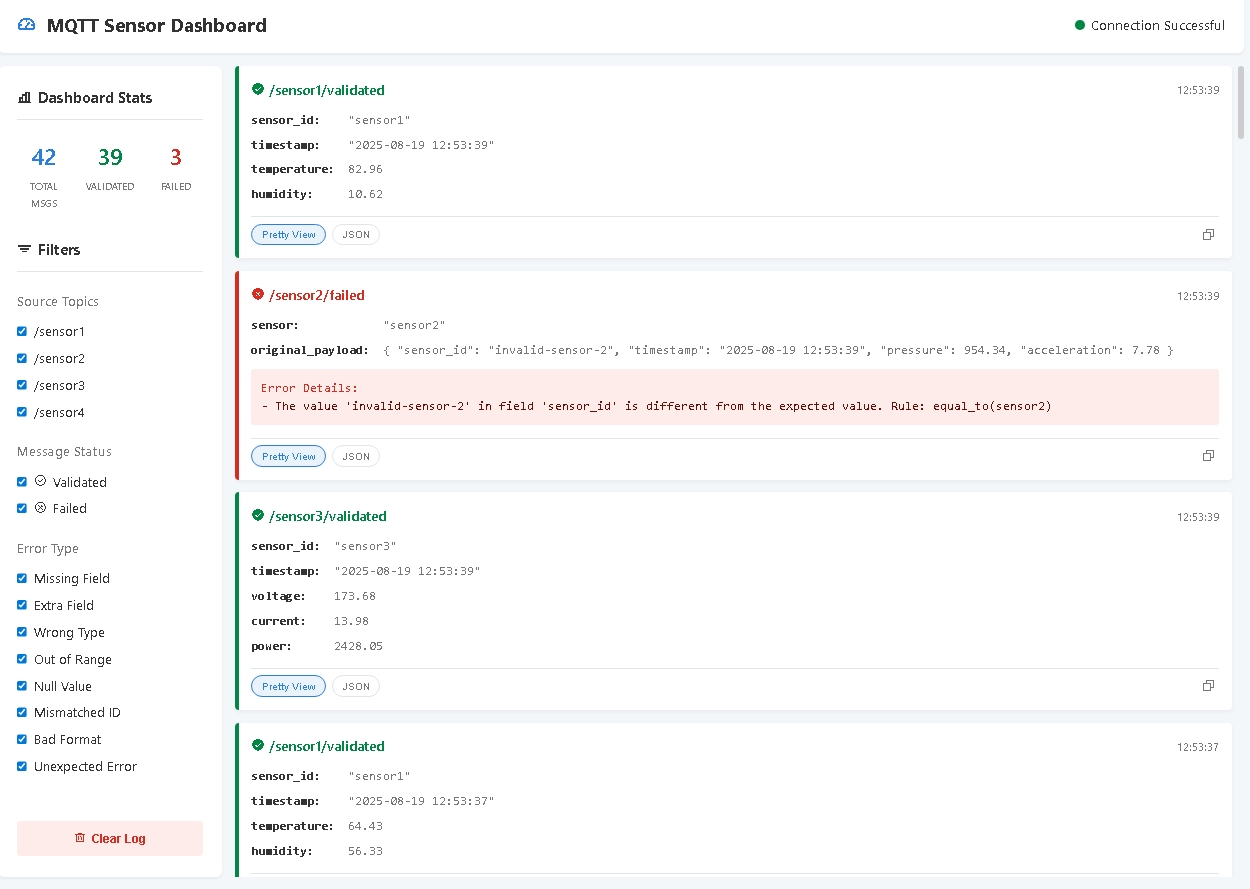 MQTT Sensor Dashboard
Connection Successful
Dashboard Stats
42 39 3
TOTAL MSGS VALIDATED FAILED
Filters
Source Topics
/sensor1
/sensor2
/sensor3
/sensor4
Message Status
Validated
Failed
Error Type
Missing Field
Extra Field
Wrong Type
Out of Range
Null Value
Mismatched ID
Bad Format
Unexpected Error
Clear Log
/sensor1/validated 12:53:39
sensor_id: "sensor1"
timestamp: "2025-08-19 12:53:39"
temperature: 82.96
humidity: 10.62
Pretty View JSON
/sensor2/failed 12:53:39
sensor: "sensor2"
original_payload: { "sensor_id": "invalid-sensor-2", "timestamp": "2025-08-19 12:53:39", "pressure": 954.34, "acceleration": 7.78 }
Error Details:
- The value 'invalid-sensor-2' in field 'sensor_id' is different from the expected value. Rule: equal_to(sensor2)
Pretty View JSON
/sensor3/validated 12:53:39
sensor_id: "sensor3"
timestamp: "2025-08-19 12:53:39"
voltage: 173.68
current: 13.98
power: 2428.05
Pretty View JSON
/sensor1/validated 12:53:37
sensor_id: "sensor1"
timestamp: "2025-08-19 12:53:37"
temperature: 64.43
humidity: 56.33